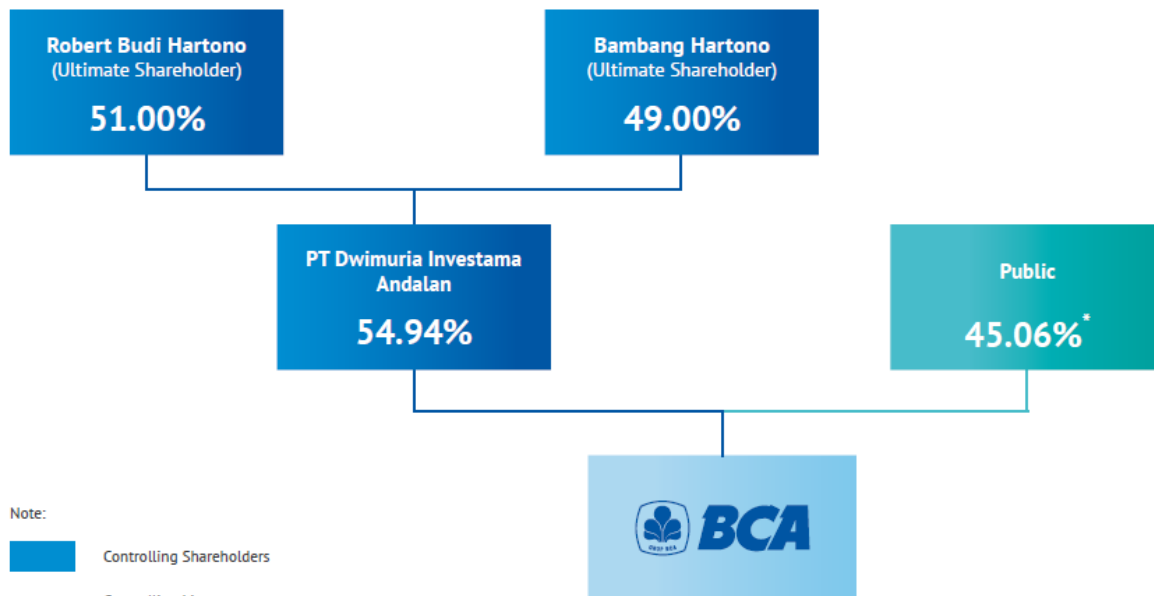 Robert Budi Hartono
(Ultimate Shareholder)
51.00%
Bambang Hartono
(Ultimate Shareholder)
49.00%
PT Dwimuria Investama
Andalan
54.94%
Public
45.06%*
BCA
Note:
Controlling Shareholders